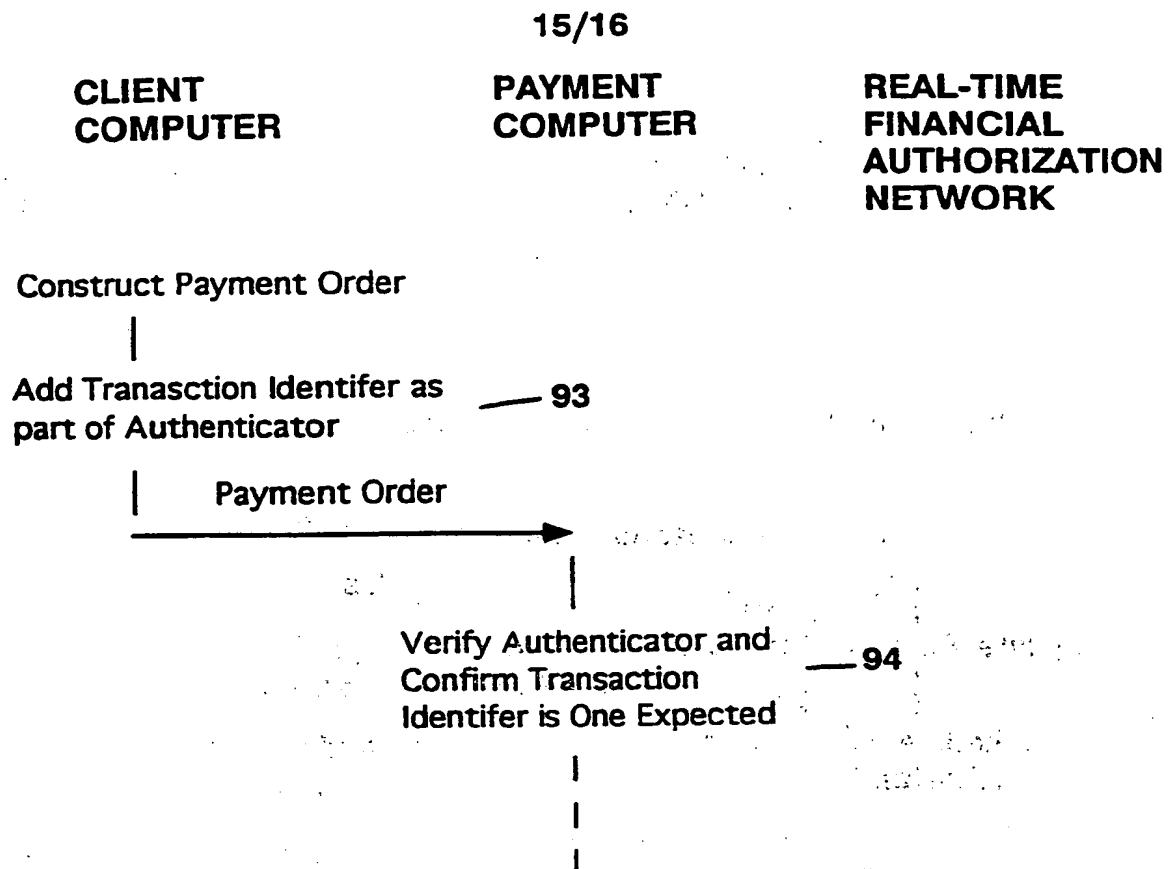 15/16
CLIENT
COMPUTER
PAYMENT
COMPUTER
REAL-TIME
FINANCIAL
AUTHORIZATION
NETWORK
Construct Payment Order
Add Tranasction Identifer as
part of Authenticator
93
Payment Order
Verify Authenticator and
Confirm Transaction
Identifer is One Expected
94